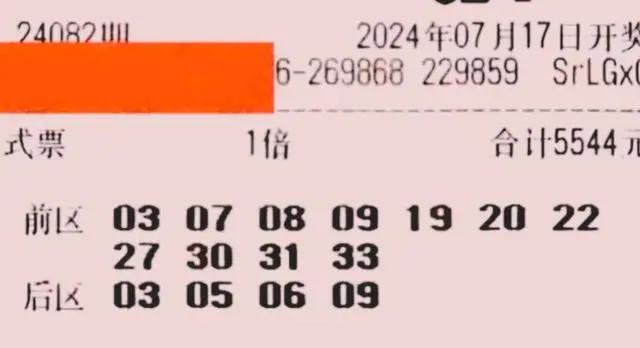 24082期
2024年07月17日开奖
6-269868 229859 SrLGx
式票 1倍 合计5544元
前区 03 07 08 09 19 20 22
27 30 31 33
后区 03 05 06 09